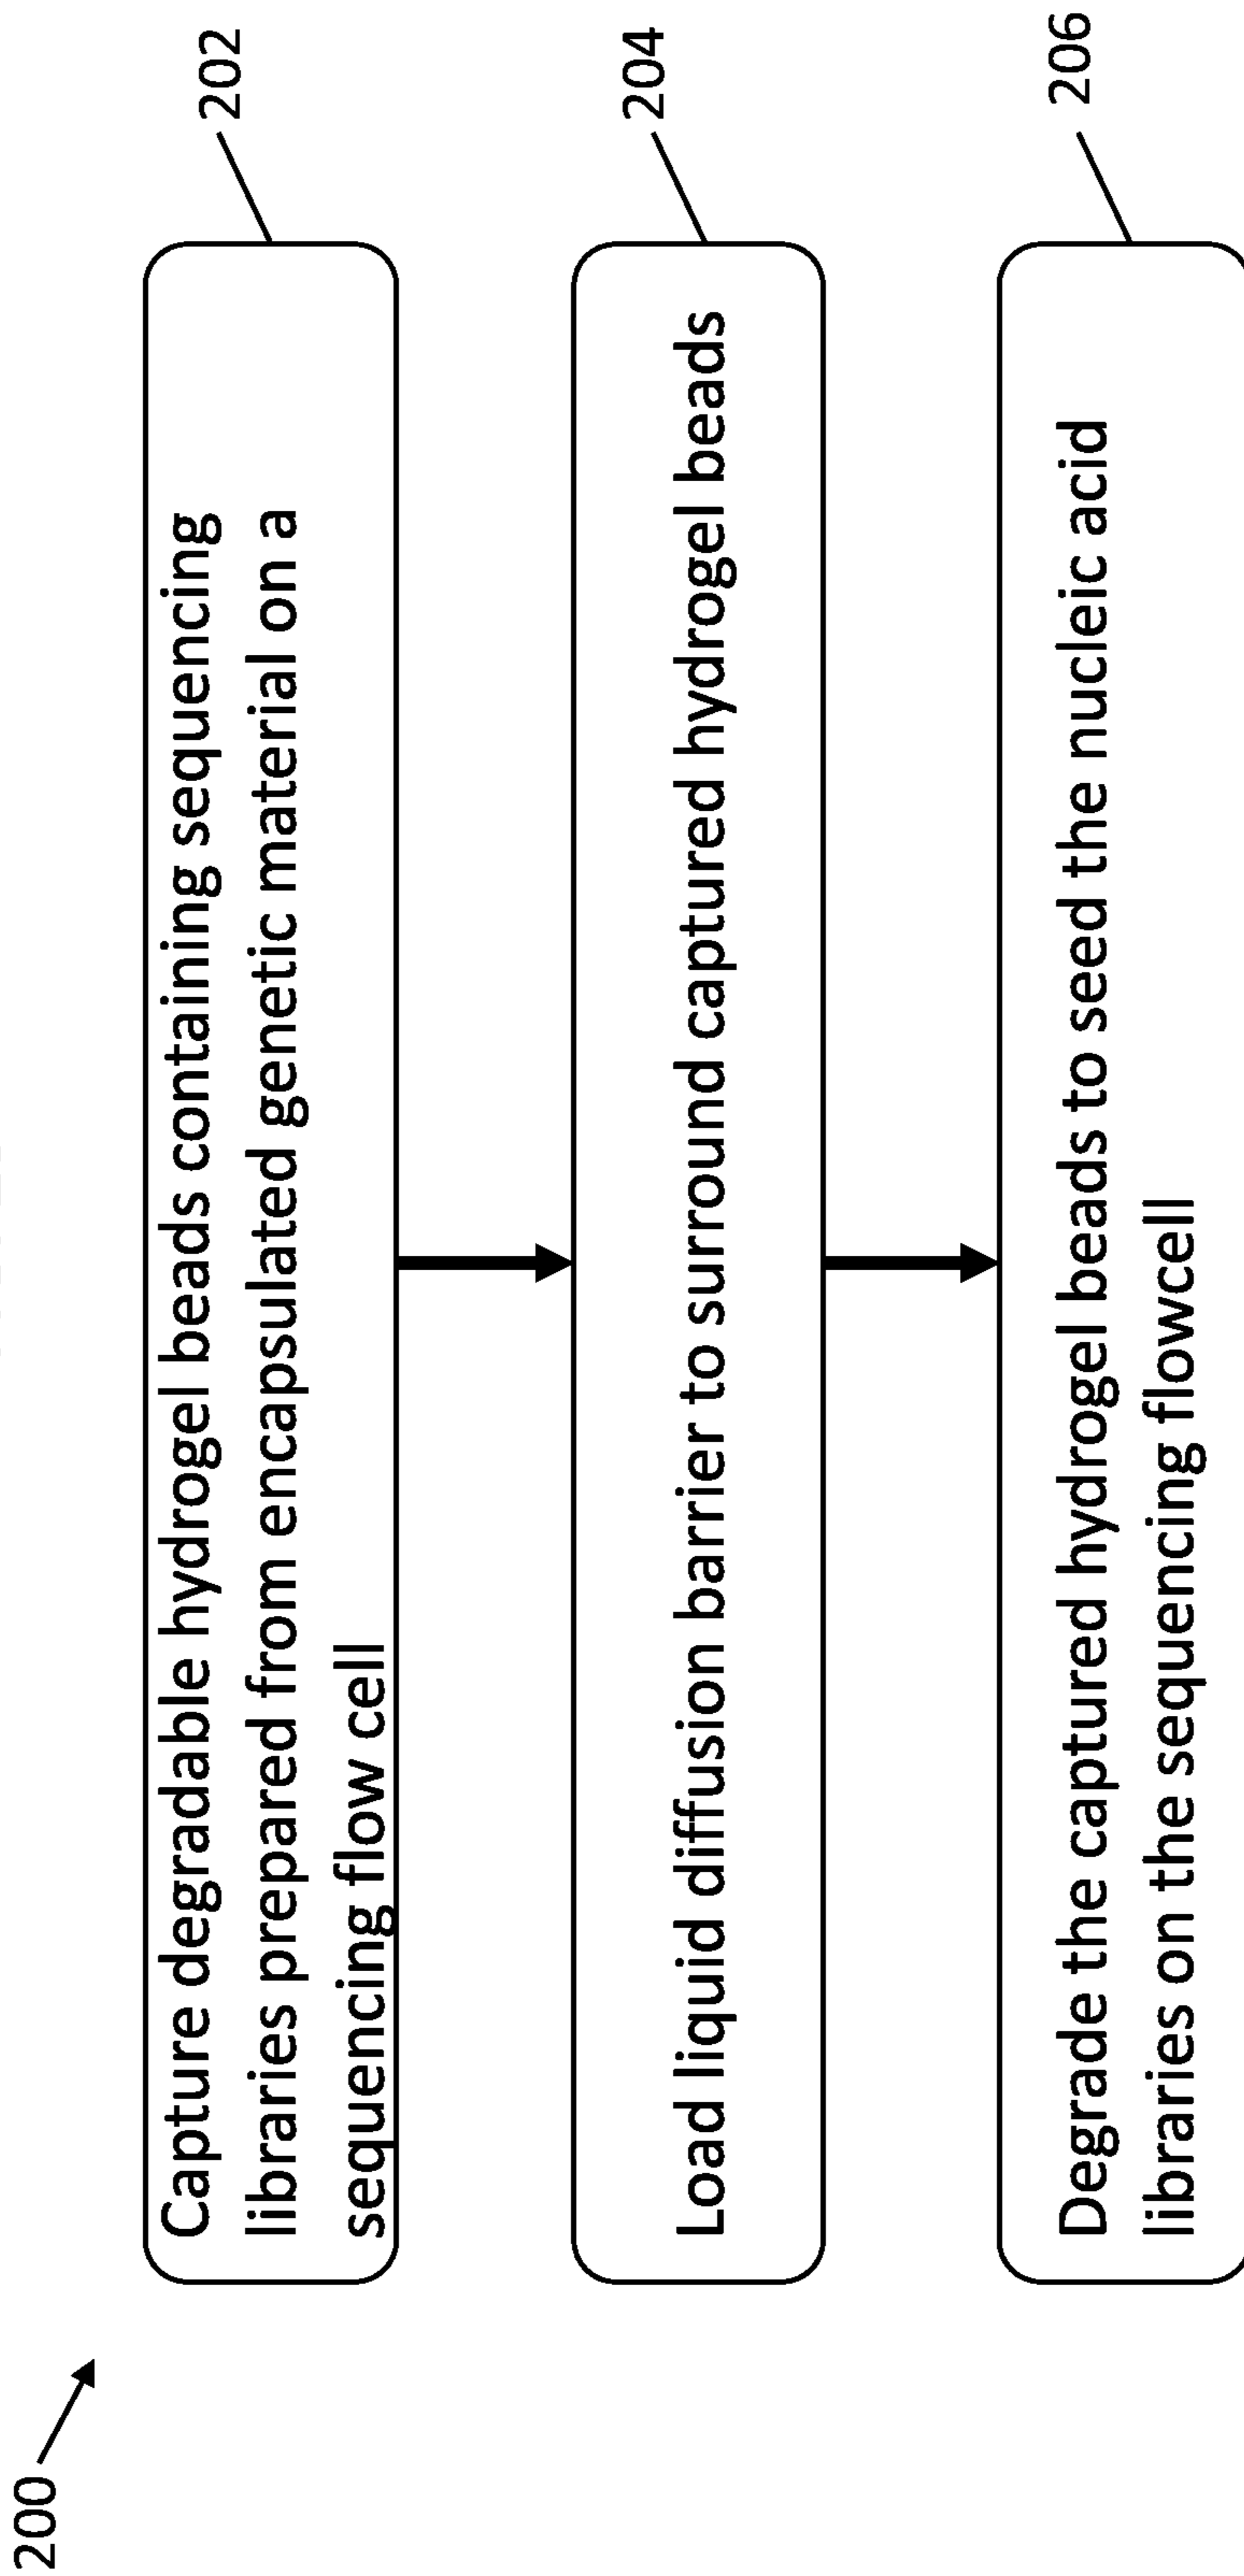 200
Capture degradable hydrogel beads containing sequencing
libraries prepared from encapsulated genetic material on a
sequencing flow cell
202
Load liquid diffusion barrier to surround captured hydrogel beads
204
Degrade the captured hydrogel beads to seed the nucleic acid
libraries on the sequencing flowcell
206